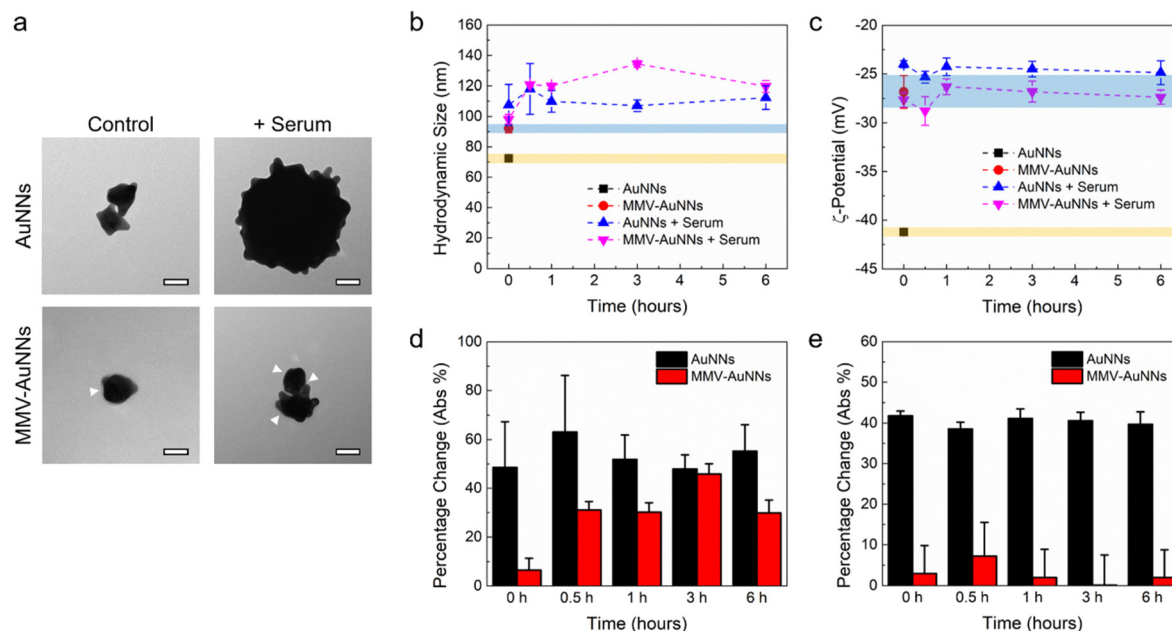 a
Control
+ Serum
AuNNs
MMV-AuNNs
b
Hydrodynamic Size (nm)
160
140
120
100
80
60
40
20
0
AuNNs
MMV-AuNNs
AuNNs + Serum
MMV-AuNNs + Serum
0 1 2 3 4 5 6
Time (hours)
c
ζ-Potential (mV)
-20
-25
-30
-35
-40
-45
AuNNs
MMV-AuNNs
AuNNs + Serum
MMV-AuNNs + Serum
0 1 2 3 4 5 6
Time (hours)
d
Percentage Change (Abs %)
100
80
60
40
20
0
AuNNs
MMV-AuNNs
0 h 0.5 h 1 h 3 h 6 h
Time (hours)
e
Percentage Change (Abs %)
60
50
40
30
20
10
0
AuNNs
MMV-AuNNs
0 h 0.5 h 1 h 3 h 6 h
Time (hours)